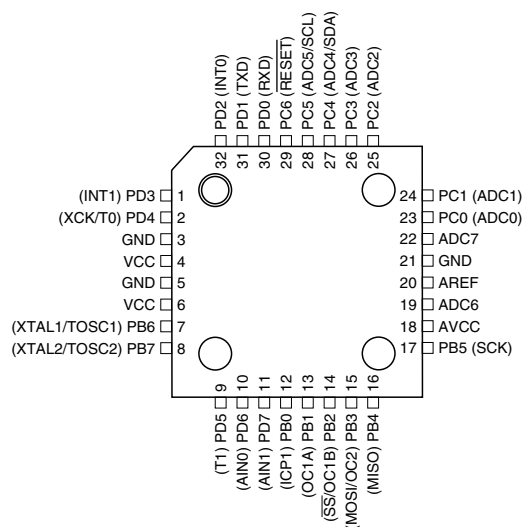 PD2 (INT0)
PD1 (TXD)
PD0 (RXD)
PC6 (RESET)
PC5 (ADC5/SCL)
PC4 (ADC4/SDA)
PC3 (ADC3)
PC2 (ADC2)
32 31 30 29 28 27 26 25
(INT1) PD3 1
(XCK/T0) PD4 2
GND 3
VCC 4
GND 5
VCC 6
(XTAL1/TOSC1) PB6 7
(XTAL2/TOSC2) PB7 8
24 PC1 (ADC1)
23 PC0 (ADC0)
22 ADC7
21 GND
20 AREF
19 ADC6
18 AVCC
17 PB5 (SCK)
9 10 11 12 13 14 15 16
(T1) PD5
(AIN0) PD6
(AIN1) PD7
(ICP1) PB0
(OC1A) PB1
(SS/OC1B) PB2
(MOSI/OC2) PB3
(MISO) PB4